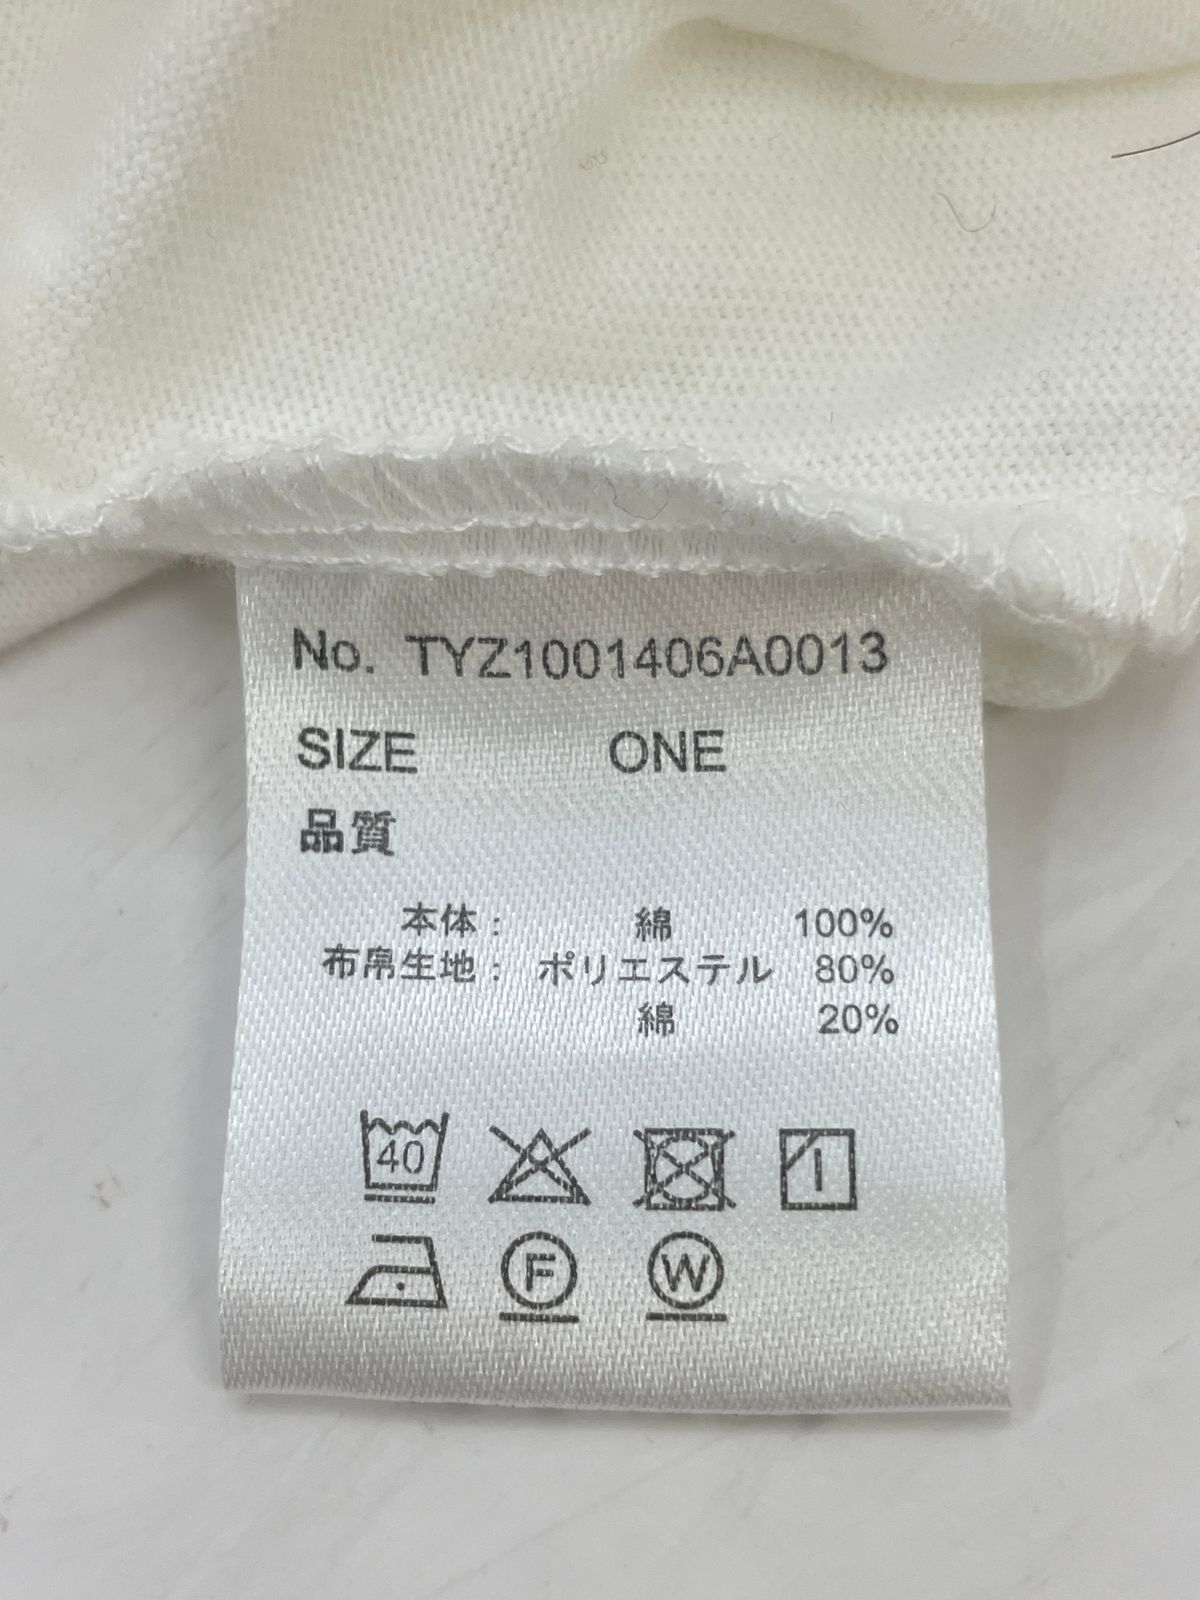 No. TYZ1001406A0013
SIZE ONE
品質
本体： 綿 100%
布帛生地： ポリエステル 80%
綿 20%
40
F W